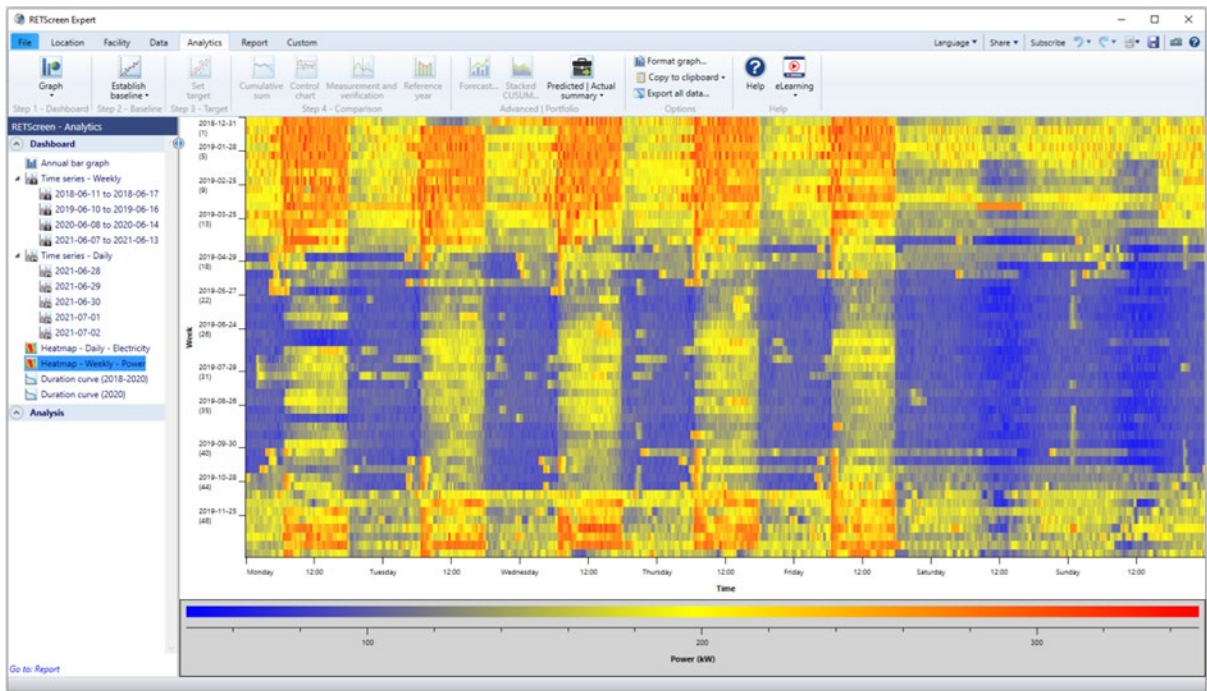 RETScreen Expert
File Location Facility Data Analytics Report Custom
Language Share Subscribe
Graph
Establish baseline
Set target
Cumulative sum
Control chart
Measurement and verification
Reference year
Forecast...
Stacked CUSUM...
Predicted | Actual summary
Format graph...
Copy to clipboard
Export all data...
Help
eLearning
Step 1 - Dashboard Step 2 - Baseline Step 3 - Target Step 4 - Comparison Advanced | Portfolio Options Help
RETScreen - Analytics
Dashboard
Annual bar graph
Time series - Weekly
2018-06-11 to 2018-06-17
2019-06-10 to 2019-06-16
2020-06-08 to 2020-06-14
2021-06-07 to 2021-06-13
Time series - Daily
2021-06-28
2021-06-29
2021-06-30
2021-07-01
2021-07-02
Heatmap - Daily - Electricity
Heatmap - Weekly - Power
Duration curve (2018-2020)
Duration curve (2020)
Analysis
Go to: Report
Week
2018-12-31
(1)
2019-01-28
(5)
2019-02-25
(9)
2019-03-25
(13)
2019-04-29
(18)
2019-05-27
(22)
2019-06-24
(26)
2019-07-29
(31)
2019-08-26
(35)
2019-09-30
(40)
2019-10-28
(44)
2019-11-25
(48)
Monday 12:00 Tuesday 12:00 Wednesday 12:00 Thursday 12:00 Friday 12:00 Saturday 12:00 Sunday 12:00
Time
100 200 300
Power (kW)